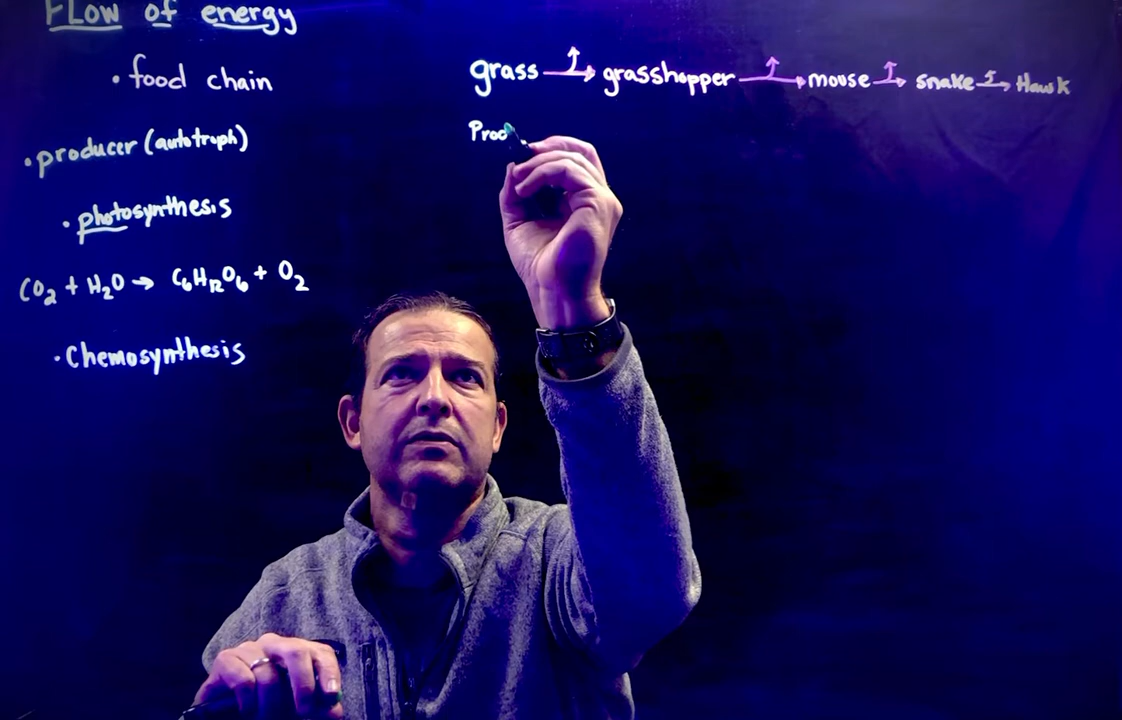 Flow of energy
• food chain
• producer (autotroph)
• photosynthesis
CO₂ + H₂O → C₆H₁₂O₆ + O₂
• Chemosynthesis
grass → grasshopper → mouse → snake → Hawk
Prod